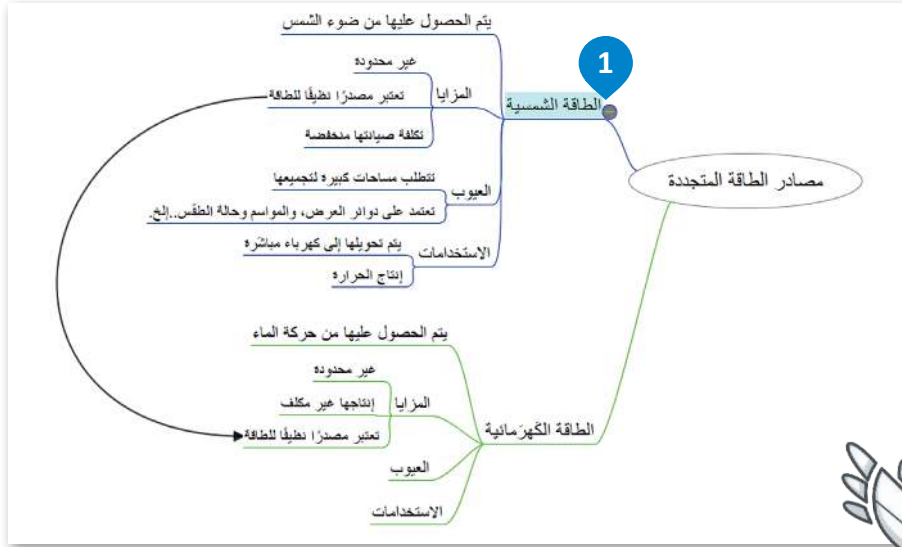 1
مصادر الطاقة المتجددة
الطاقة الشمسية
يتم الحصول عليها من ضوء الشمس
المزايا
غير محدودة
تعتبر مصدرًا نظيفًا للطاقة
تكلفة صيانتها منخفضة
العيوب
تتطلب مساحات كبيرة لتجميعها
تعتمد على دوائر العرض، والمواسم وحالة الطقس..إلخ.
الاستخدامات
يتم تحويلها إلى كهرباء مباشرة
إنتاج الحرارة
الطاقة الكَهرَمائية
يتم الحصول عليها من حركة الماء
المزايا
غير محدودة
إنتاجها غير مكلف
تعتبر مصدرًا نظيفًا للطاقة
العيوب
الاستخدامات